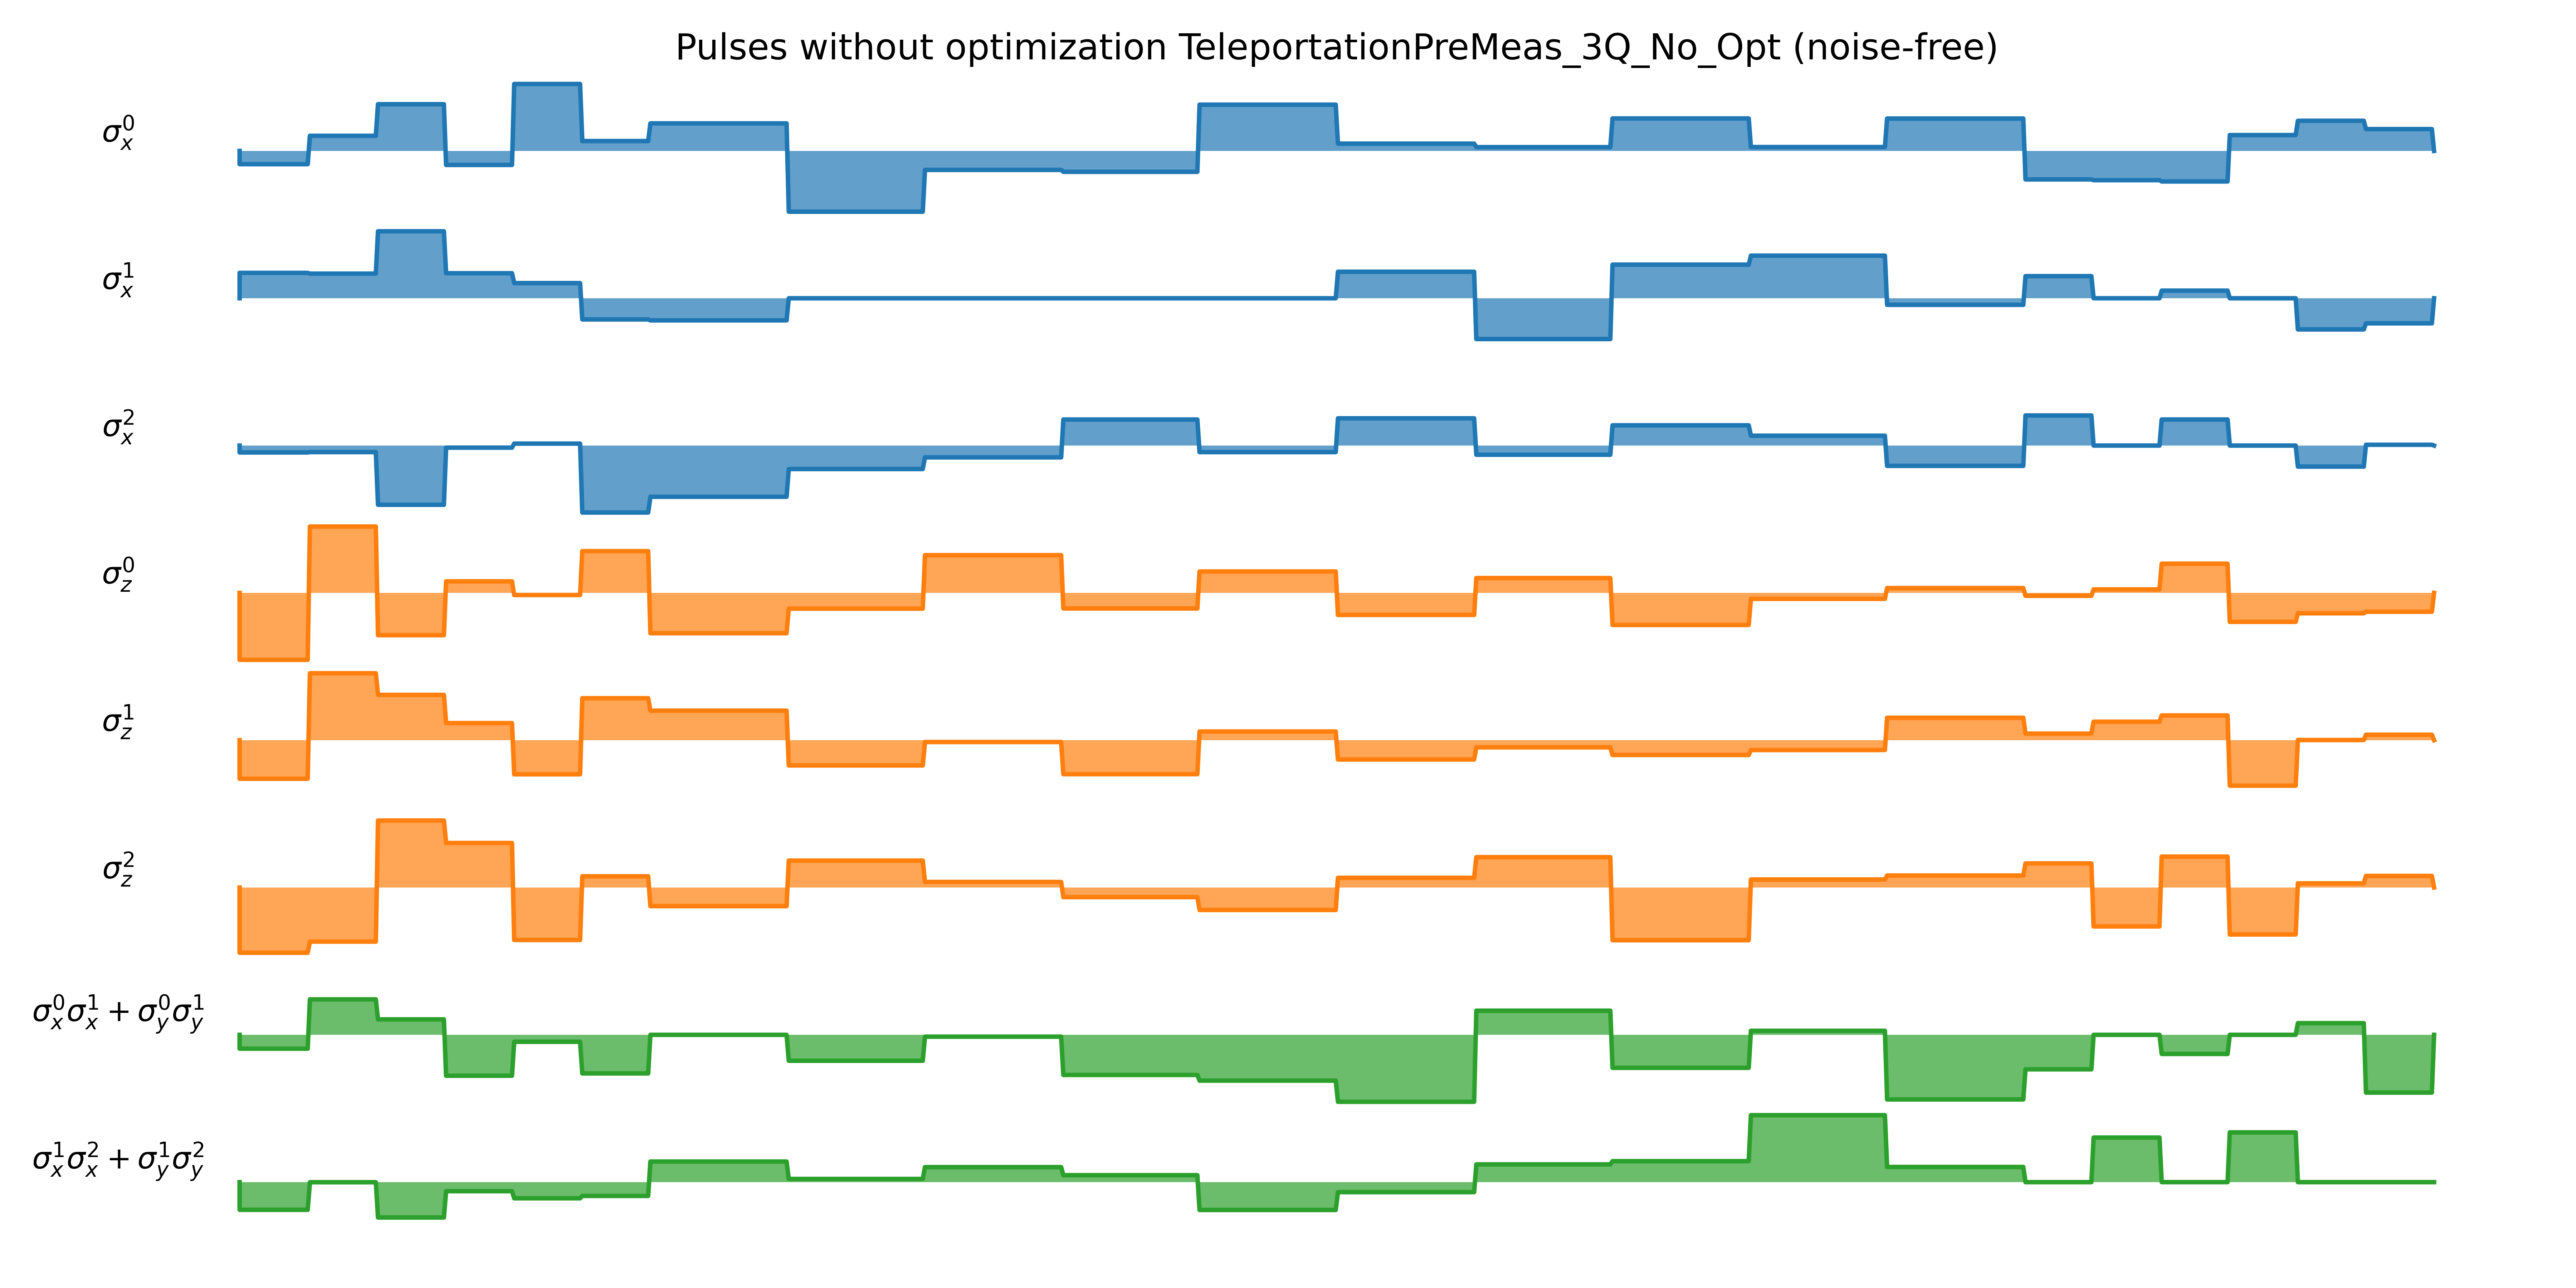 Pulses without optimization TeleportationPreMeas_3Q_No_Opt (noise-free)
σ_x^0
σ_x^1
σ_x^2
σ_z^0
σ_z^1
σ_z^2
σ_x^0σ_x^1 + σ_y^0σ_y^1
σ_x^1σ_x^2 + σ_y^1σ_y^2